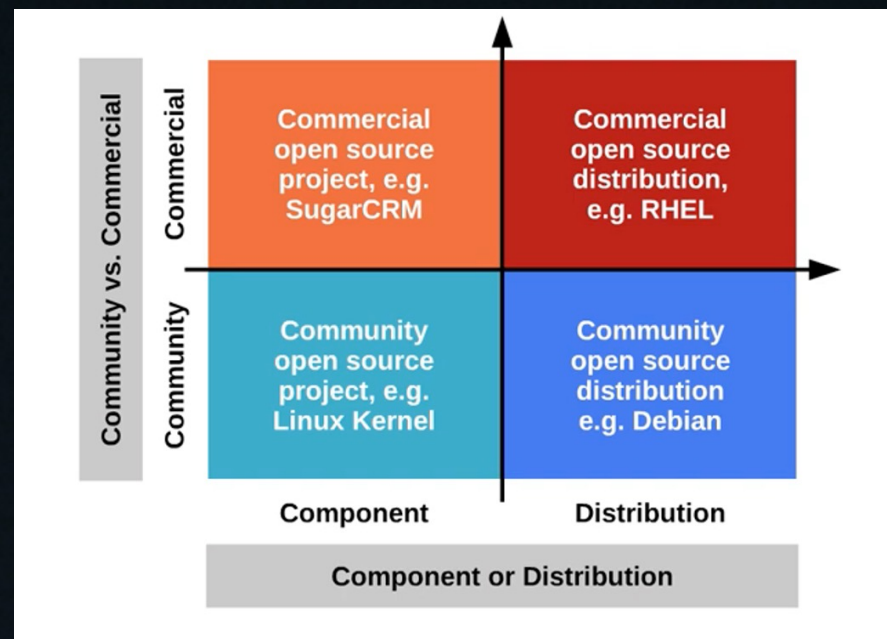 Community vs. Commercial
Commercial
Commercial
open source
project, e.g.
SugarCRM
Commercial
open source
distribution,
e.g. RHEL
Community
Community
open source
project, e.g.
Linux Kernel
Community
open source
distribution
e.g. Debian
Component
Distribution
Component or Distribution